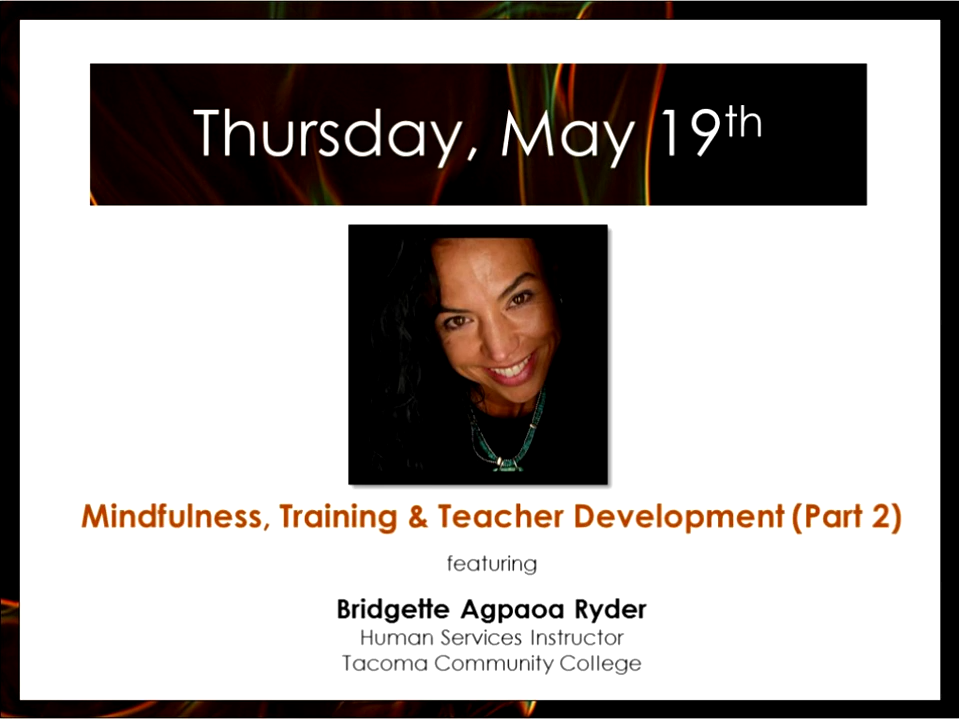 Thursday, May 19th
Mindfulness, Training & Teacher Development (Part 2)
featuring
Bridgette Agpaoa Ryder
Human Services Instructor
Tacoma Community College